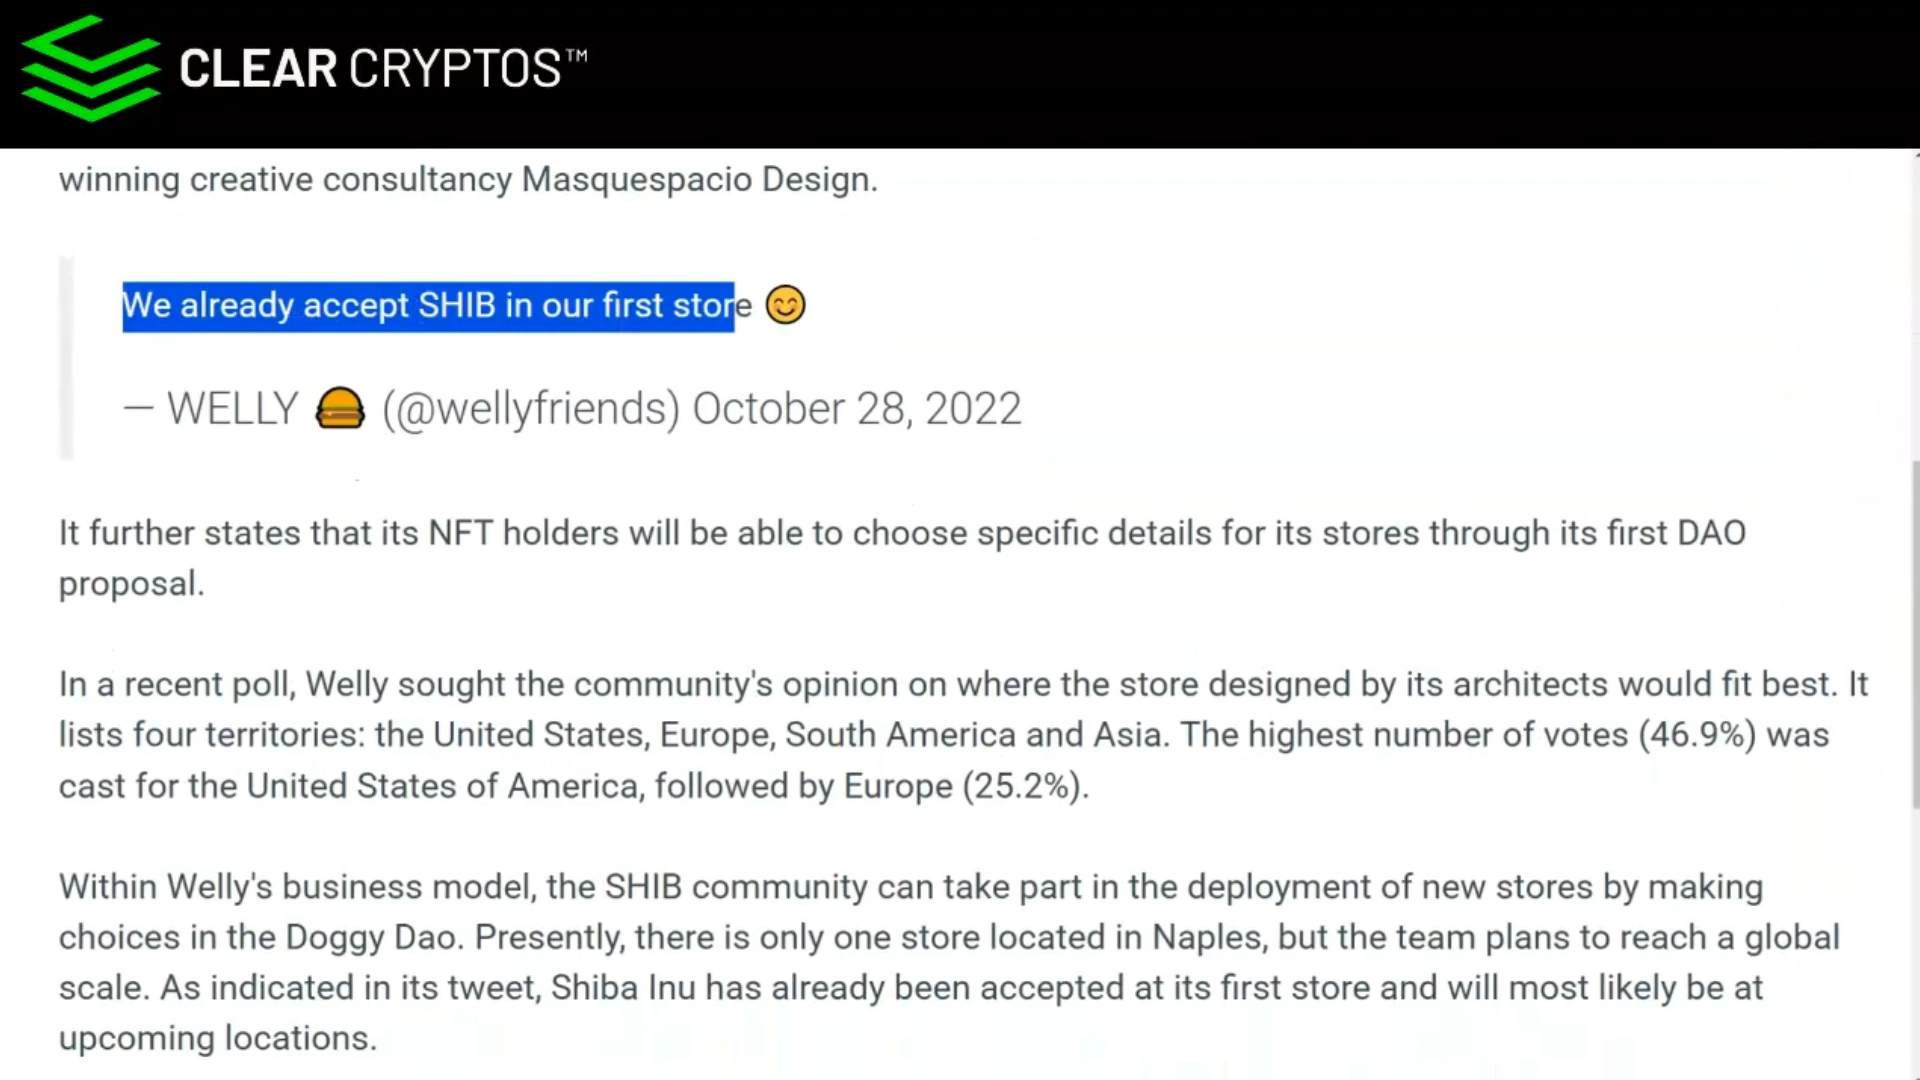 CLEAR CRYPTOS™
winning creative consultancy Masquespacio Design.
We already accept SHIB in our first store 😊
— WELLY 🍔 (@wellyfriends) October 28, 2022
It further states that its NFT holders will be able to choose specific details for its stores through its first DAO
proposal.
In a recent poll, Welly sought the community's opinion on where the store designed by its architects would fit best. It
lists four territories: the United States, Europe, South America and Asia. The highest number of votes (46.9%) was
cast for the United States of America, followed by Europe (25.2%).
Within Welly's business model, the SHIB community can take part in the deployment of new stores by making
choices in the Doggy Dao. Presently, there is only one store located in Naples, but the team plans to reach a global
scale. As indicated in its tweet, Shiba Inu has already been accepted at its first store and will most likely be at
upcoming locations.